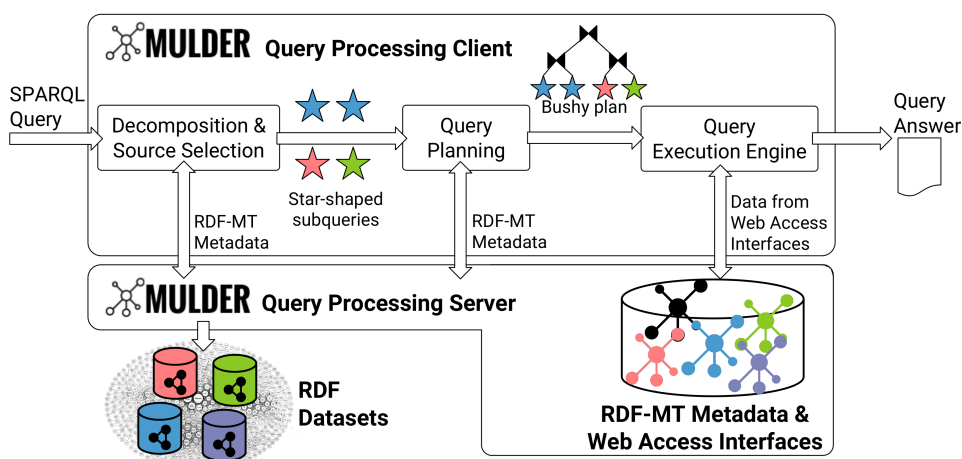 MULDER Query Processing Client
SPARQL
Query
Decomposition &
Source Selection
Star-shaped
subqueries
Query
Planning
Bushy plan
Query
Execution Engine
Query
Answer
RDF-MT
Metadata
RDF-MT
Metadata
Data from
Web Access
Interfaces
MULDER Query Processing Server
RDF
Datasets
RDF-MT Metadata &
Web Access Interfaces